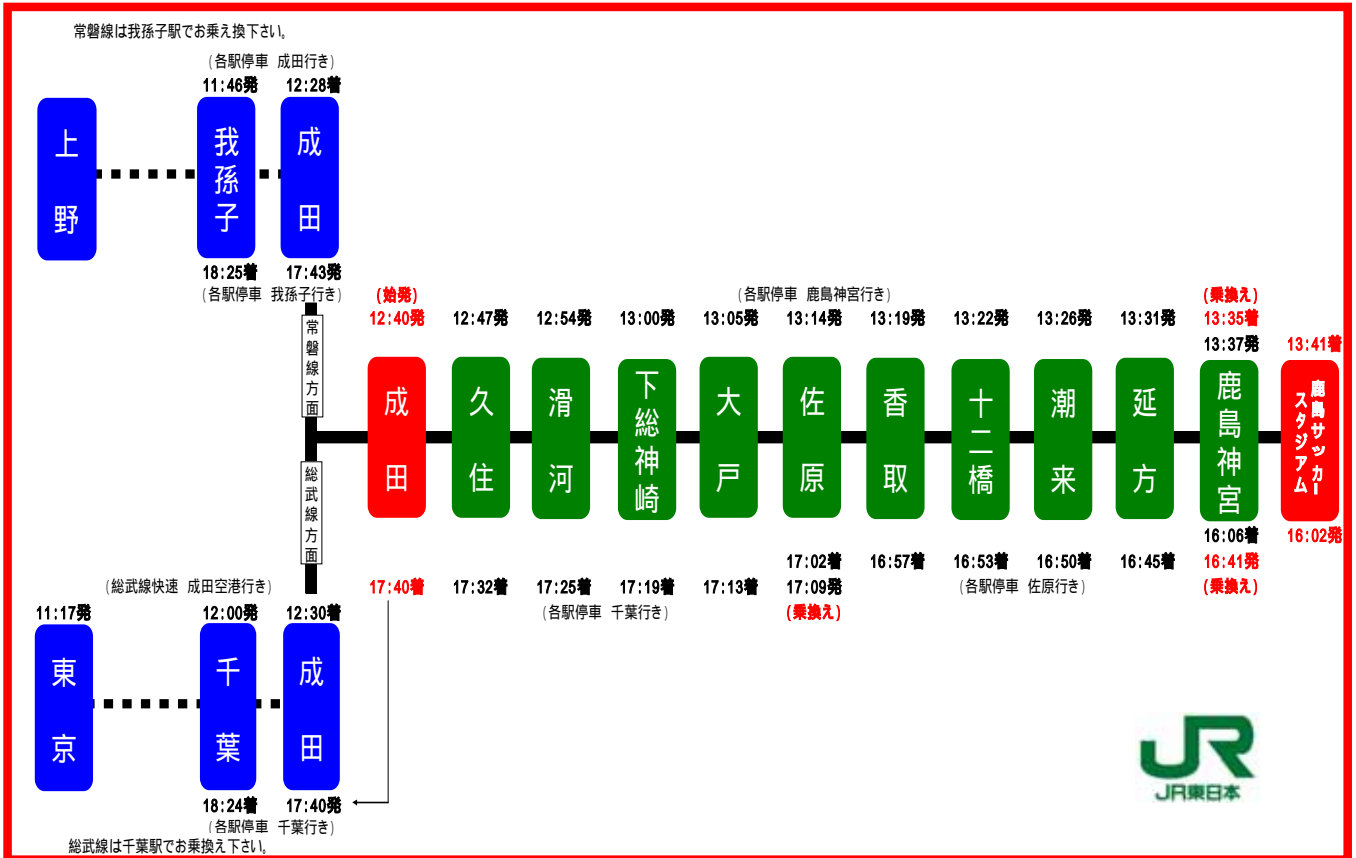 常磐線は我孫子駅でお乗え換下さい。
(各駅停車 成田行き)
11:46発 12:28着
上野
我孫子
成田
18:25着 17:43発
(各駅停車 我孫子行き)
常磐線方面
総武線方面
(始発)
(各駅停車 鹿島神宮行き)
(乗換え)
12:40発 12:47発 12:54発 13:00発 13:05発 13:14発 13:19発 13:22発 13:26発 13:31発 13:35着
13:37発 13:41着
成田
久住
滑河
下総神崎
大戸
佐原
香取
十二橋
潮来
延方
鹿島神宮
鹿島サッカー
スタジアム
16:06着 16:02発
17:02着 16:57着 16:53着 16:50着 16:45着 16:41発
17:40着 17:32着 17:25着 17:19着 17:13着 17:09発
(各駅停車 佐原行き)
(乗換え)
(各駅停車 千葉行き)
(乗換え)
(総武線快速 成田空港行き)
11:17発 12:00発 12:30着
東京
千葉
成田
18:24着 17:40発
(各駅停車 千葉行き)
総武線は千葉駅でお乗換え下さい。
JR
JR東日本